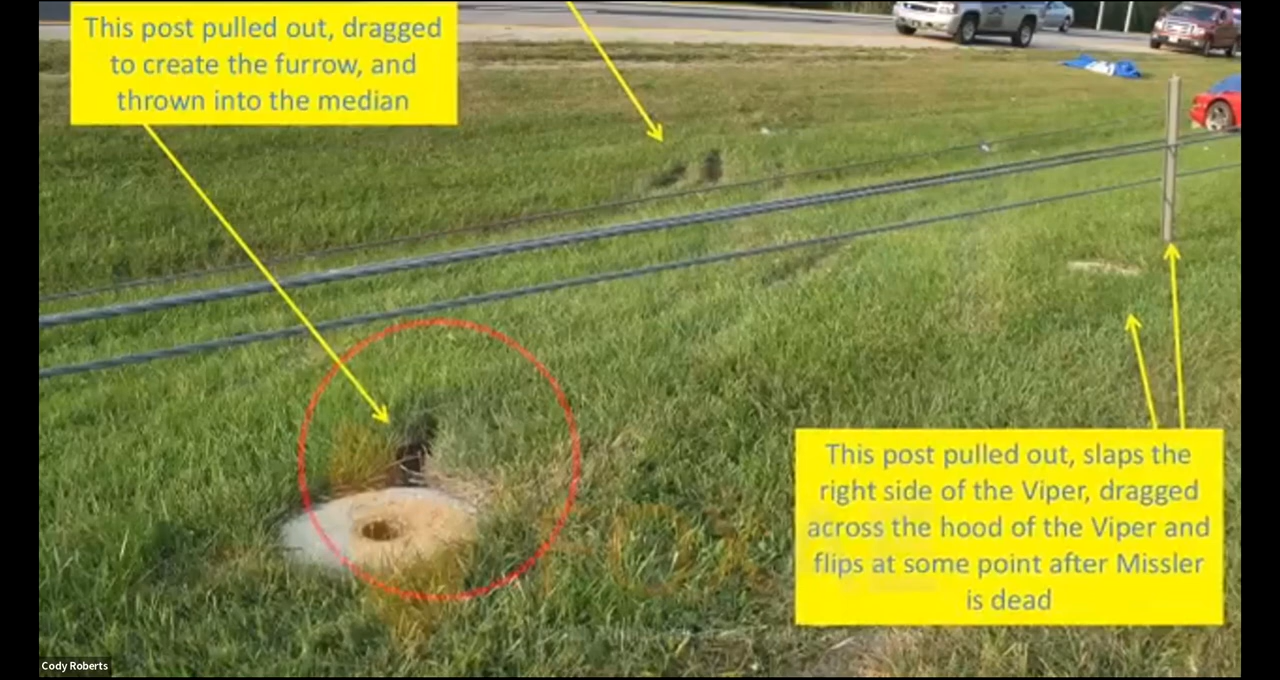 This post pulled out, dragged
to create the furrow, and
thrown into the median
This post pulled out, slaps the
right side of the Viper, dragged
across the hood of the Viper and
flips at some point after Missler
is dead
Cody Roberts